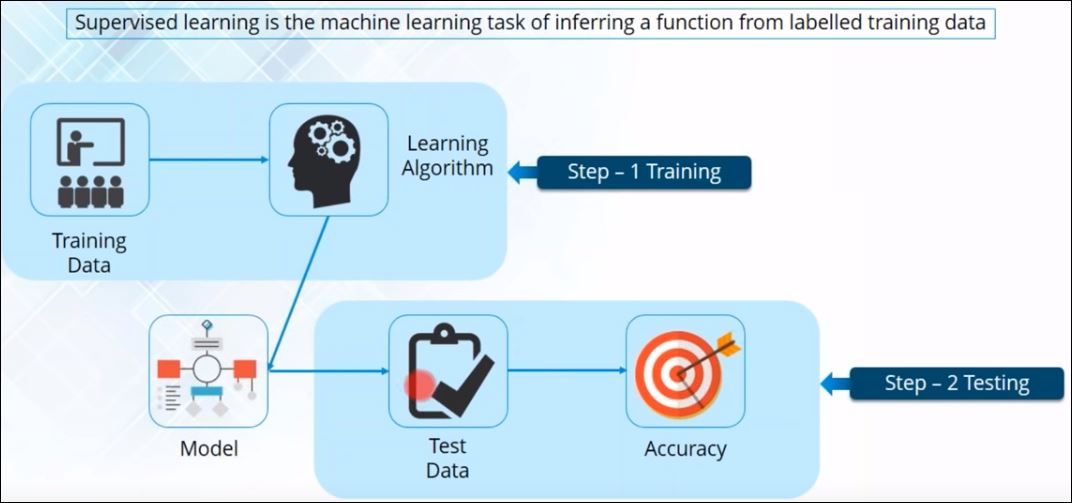 Supervised learning is the machine learning task of inferring a function from labelled training data
Learning
Algorithm
Step – 1 Training
Training
Data
Step – 2 Testing
Model
Test
Data
Accuracy